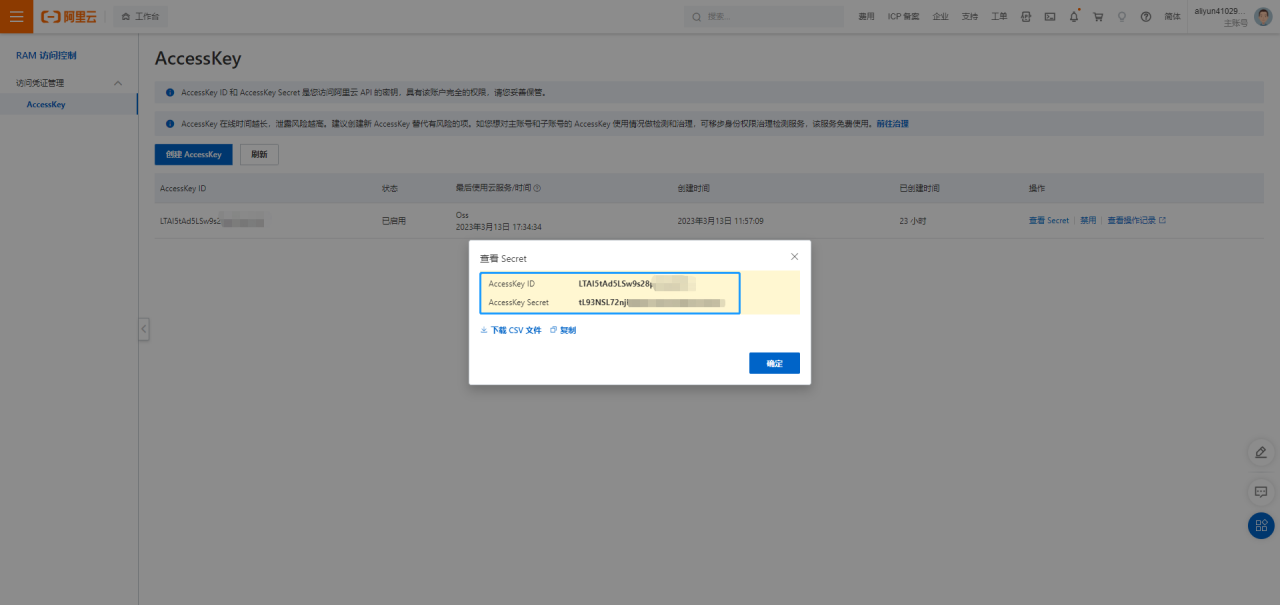 阿里云
工作台
搜索...
费用
ICP 备案
企业
支持
工单
简体
aliyun41029...
主账号
RAM 访问控制
访问凭证管理
AccessKey
AccessKey
AccessKey ID 和 AccessKey Secret 是您访问阿里云 API 的密钥，具有该账户完全的权限，请您妥善保管。
AccessKey 在线时间越长，泄露风险越高。建议创建新 AccessKey 替代有风险的项。如您想对主账号和子账号的 AccessKey 使用情况做检测和治理，可移步身份权限治理检测服务，该服务免费使用。前往治理
创建 AccessKey
刷新
AccessKey ID
状态
最后使用云服务/时间
创建时间
已创建时间
操作
LTAI5tAd5LSw9s2
已启用
Oss
2023年3月13日 17:34:34
2023年3月13日 11:57:09
23 小时
查看 Secret
禁用
查看操作记录
查看 Secret
AccessKey ID
LTAI5tAd5LSw9s28
AccessKey Secret
tL93NSL72nj
下载 CSV 文件
复制
确定